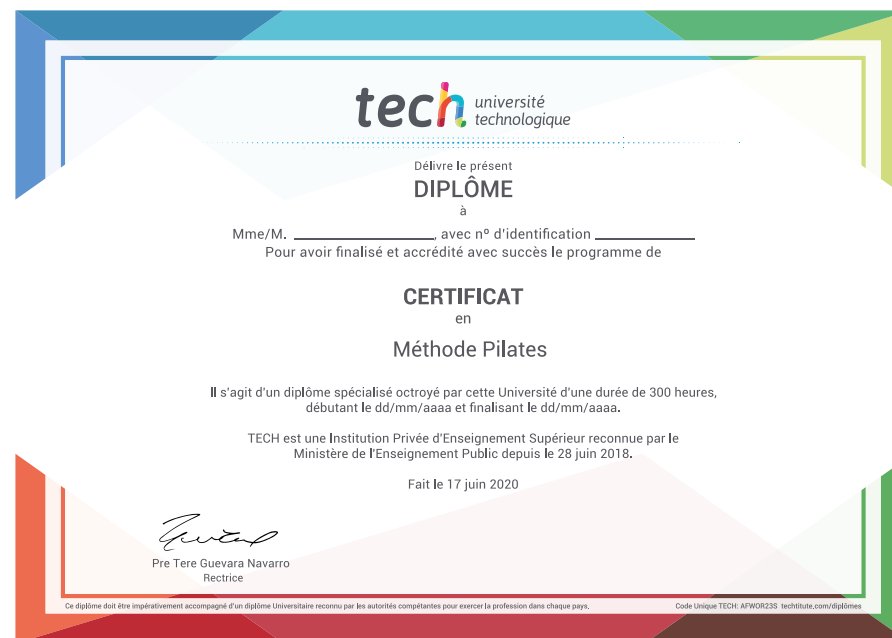 tech université
technologique
Délivre le présent
DIPLÔME
à
Mme/M. ____________________, avec nº d'identification ______________
Pour avoir finalisé et accrédité avec succès le programme de
CERTIFICAT
en
Méthode Pilates
Il s'agit d'un diplôme spécialisé octroyé par cette Université d'une durée de 300 heures,
débutant le dd/mm/aaaa et finalisant le dd/mm/aaaa.
TECH est une Institution Privée d'Enseignement Supérieur reconnue par le
Ministère de l'Enseignement Public depuis le 28 juin 2018.
Fait le 17 juin 2020
Pre Tere Guevara Navarro
Rectrice
Ce diplôme doit être impérativement accompagné d'un diplôme Universitaire reconnu par les autorités compétantes pour exercer la profession dans chaque pays. Code Unique TECH: AFWOR23S techtitute.com/diplômes